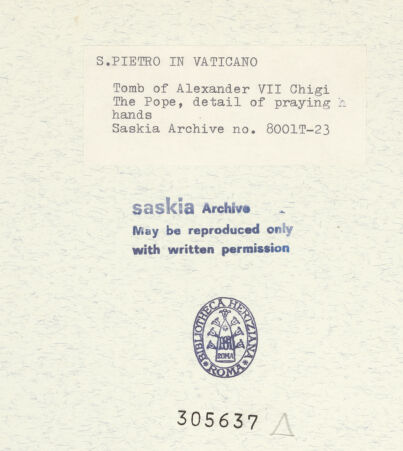 S.PIETRO IN VATICANO
Tomb of Alexander VII Chigi
The Pope, detail of praying h
hands
Saskia Archive no. 8001T-23
saskia Archive
May be reproduced only
with written permission
BIBLIOTHECA HERTZIANA · ROMA ·
ROMA
305637 △